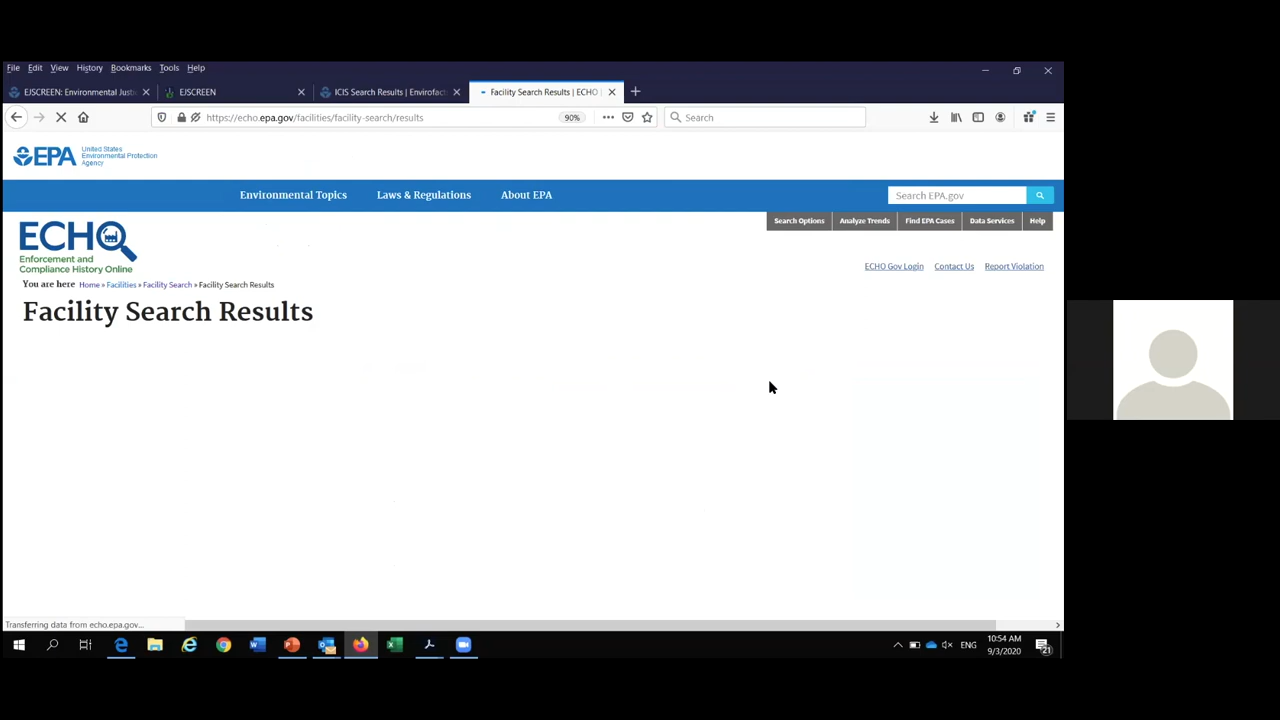 File Edit View History Bookmarks Tools Help
EJSCREEN: Environmental Justi
EJSCREEN
ICIS Search Results | Envirofact
Facility Search Results | ECHO
https://echo.epa.gov/facilities/facility-search/results
90%
Search
EPA
United States
Environmental Protection
Agency
Environmental Topics
Laws & Regulations
About EPA
Search EPA.gov
Search Options
Analyze Trends
Find EPA Cases
Data Services
Help
ECHO
Enforcement and
Compliance History Online
ECHO Gov Login
Contact Us
Report Violation
You are here Home » Facilities » Facility Search » Facility Search Results
Facility Search Results
Transferring data from echo.epa.gov...
ENG
10:54 AM
9/3/2020
21